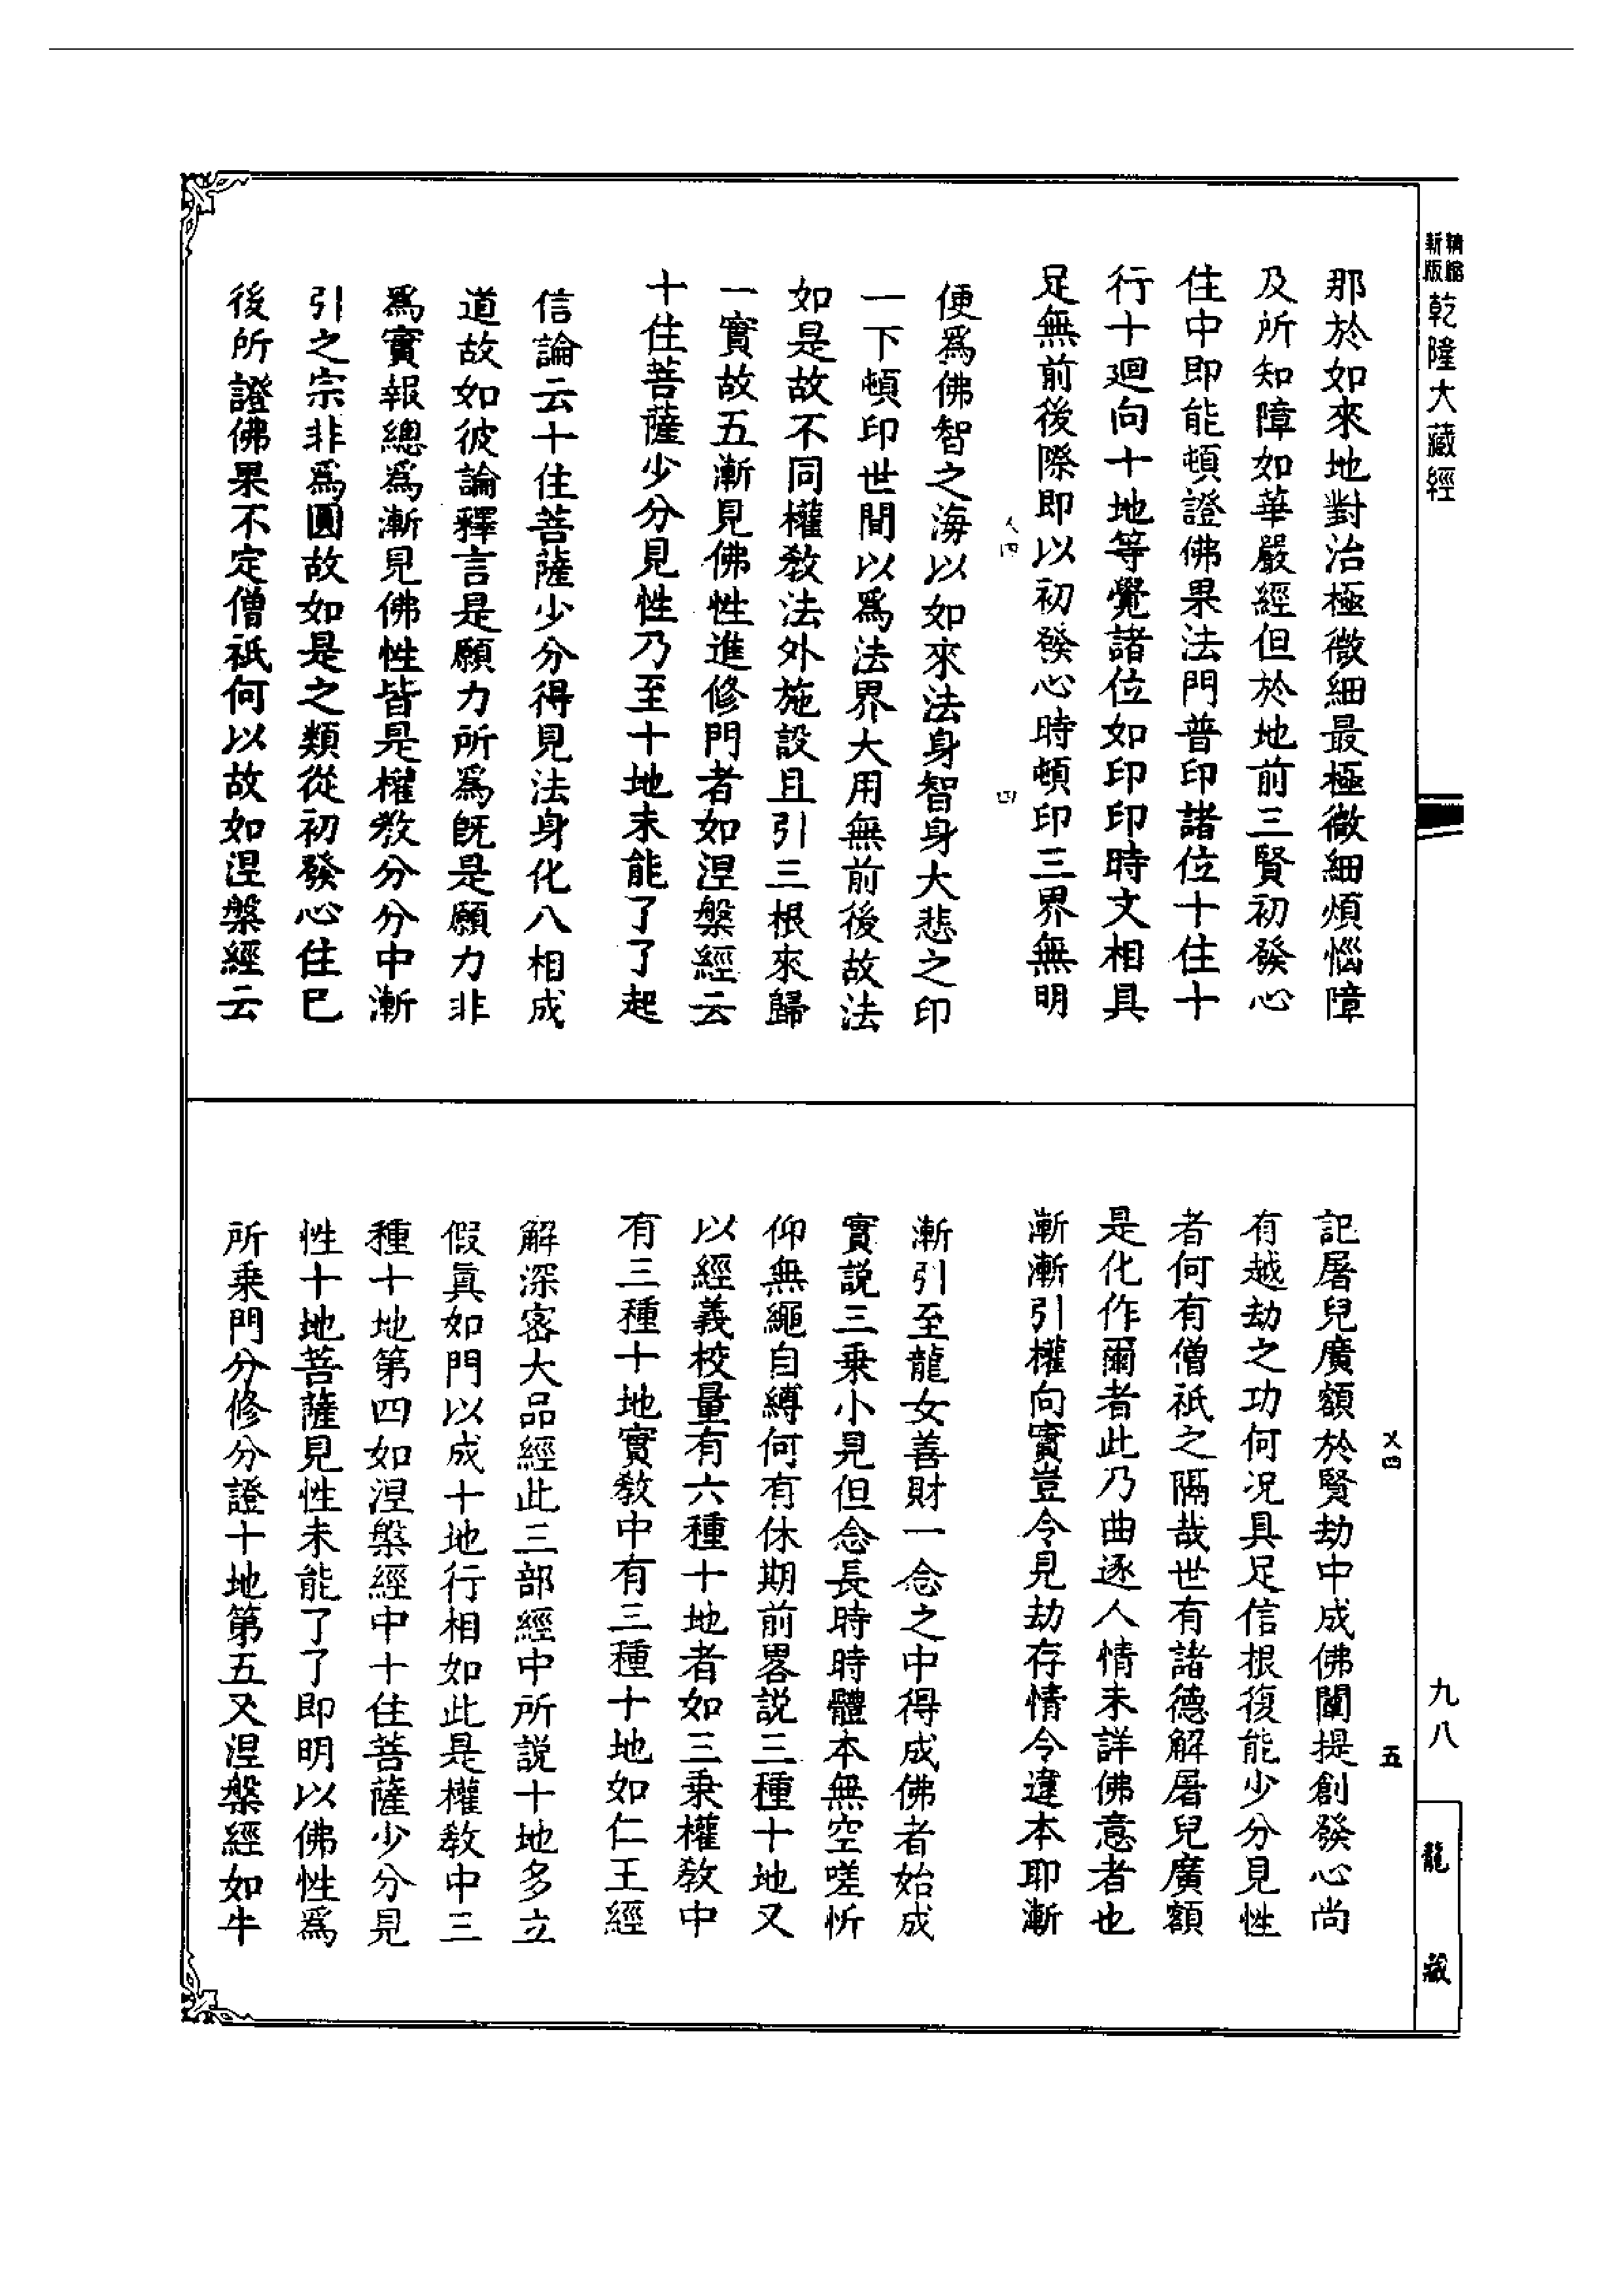 精縮
新版
乾隆大藏經
那於如來地對治極微細最極微細煩惱障
及所知障如華嚴經但於地前三賢初發心
住中即能頓證佛果法門普印諸位十住十
行十迴向十地等覺諸位如印印時文相具
足無前後際即以初發心時頓印三界無明
便爲佛智之海以如來法身智身大悲之印
一下頓印世間以爲法界大用無前後故法
如是故不同權教法外施設且引三根來歸
一實故五漸見佛性進修門者如涅槃經云
十住菩薩少分見性乃至十地未能了了起
信論云十住菩薩少分得見法身化八相成
道故如彼論釋言是願力所爲旣是願力非
爲實報總爲漸見佛性皆是權教分分中漸
引之宗非爲圓故如是之類從初發心住已
後所證佛果不定僧祇何以故如涅槃經云
四
乂四
五
記屠兒廣額於賢劫中成佛闡提創發心尚
有越劫之功何况具足信根復能少分見性
者何有僧祇之隔哉世有諸德解屠兒廣額
是化作爾者此乃曲逐人情未詳佛意者也
漸漸引權向實豈令見劫存情令違本耶漸
漸引至龍女善財一念之中得成佛者始成
實説三乗小見但念長時時體本無空嗟忻
仰無繩自縛何有休期前畧説三種十地又
以經義校量有六種十地者如三乗權教中
有三種十地實教中有三種十地如仁王經
解深密大品經此三部經中所説十地多立
假眞如門以成十地行相如此是權教中三
種十地第四如涅槃經中十住菩薩少分見
性十地菩薩見性未能了了即明以佛性爲
所乗門分修分證十地第五又涅槃經如牛
九八
龍藏